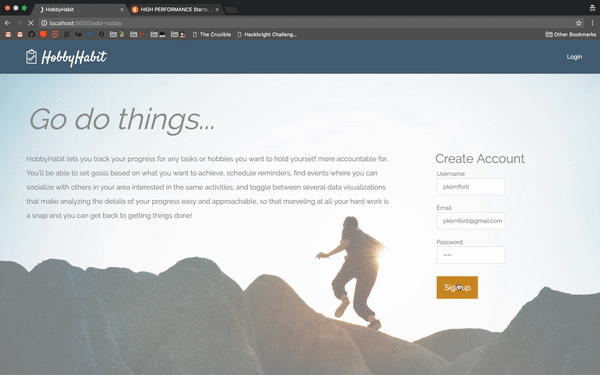 HobbyHabit
HIGH PERFORMANCE Starts...
localhost:5000/add-hobby
The Crucible
Hackbright Challeng...
Other Bookmarks
HobbyHabit
Login
Go do things...
HobbyHabit lets you track your progress for any tasks or hobbies you want to hold yourself more accountable for.
You'll be able to set goals based on what you want to achieve, schedule reminders, find events where you can
socialize with others in your area interested in the same activities, and toggle between several data visualizations
that make analyzing the details of your progress easy and approachable, so that marveling at all your hard work is
a snap and you can get back to getting things done!
Create Account
Username
pkomforti
Email
pkomforti@gmail.com
Password
••••
Sign up